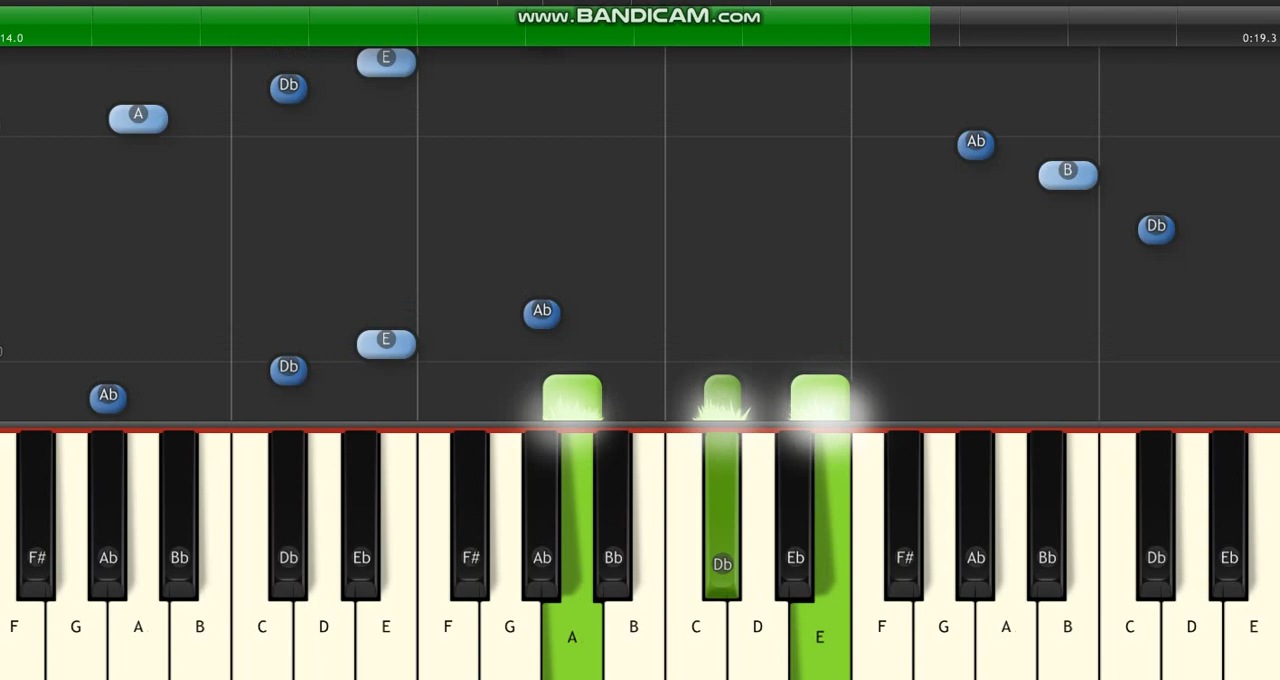 www.BANDICAM.com
14.0 0:19.3
E
Db
A
Ab
B
Db
Ab
E
Db
Ab
F# Ab Bb Db Eb F# Ab Bb Db Eb F# Ab Bb Db Eb
F G A B C D E F G A B C D E F G A B C D E